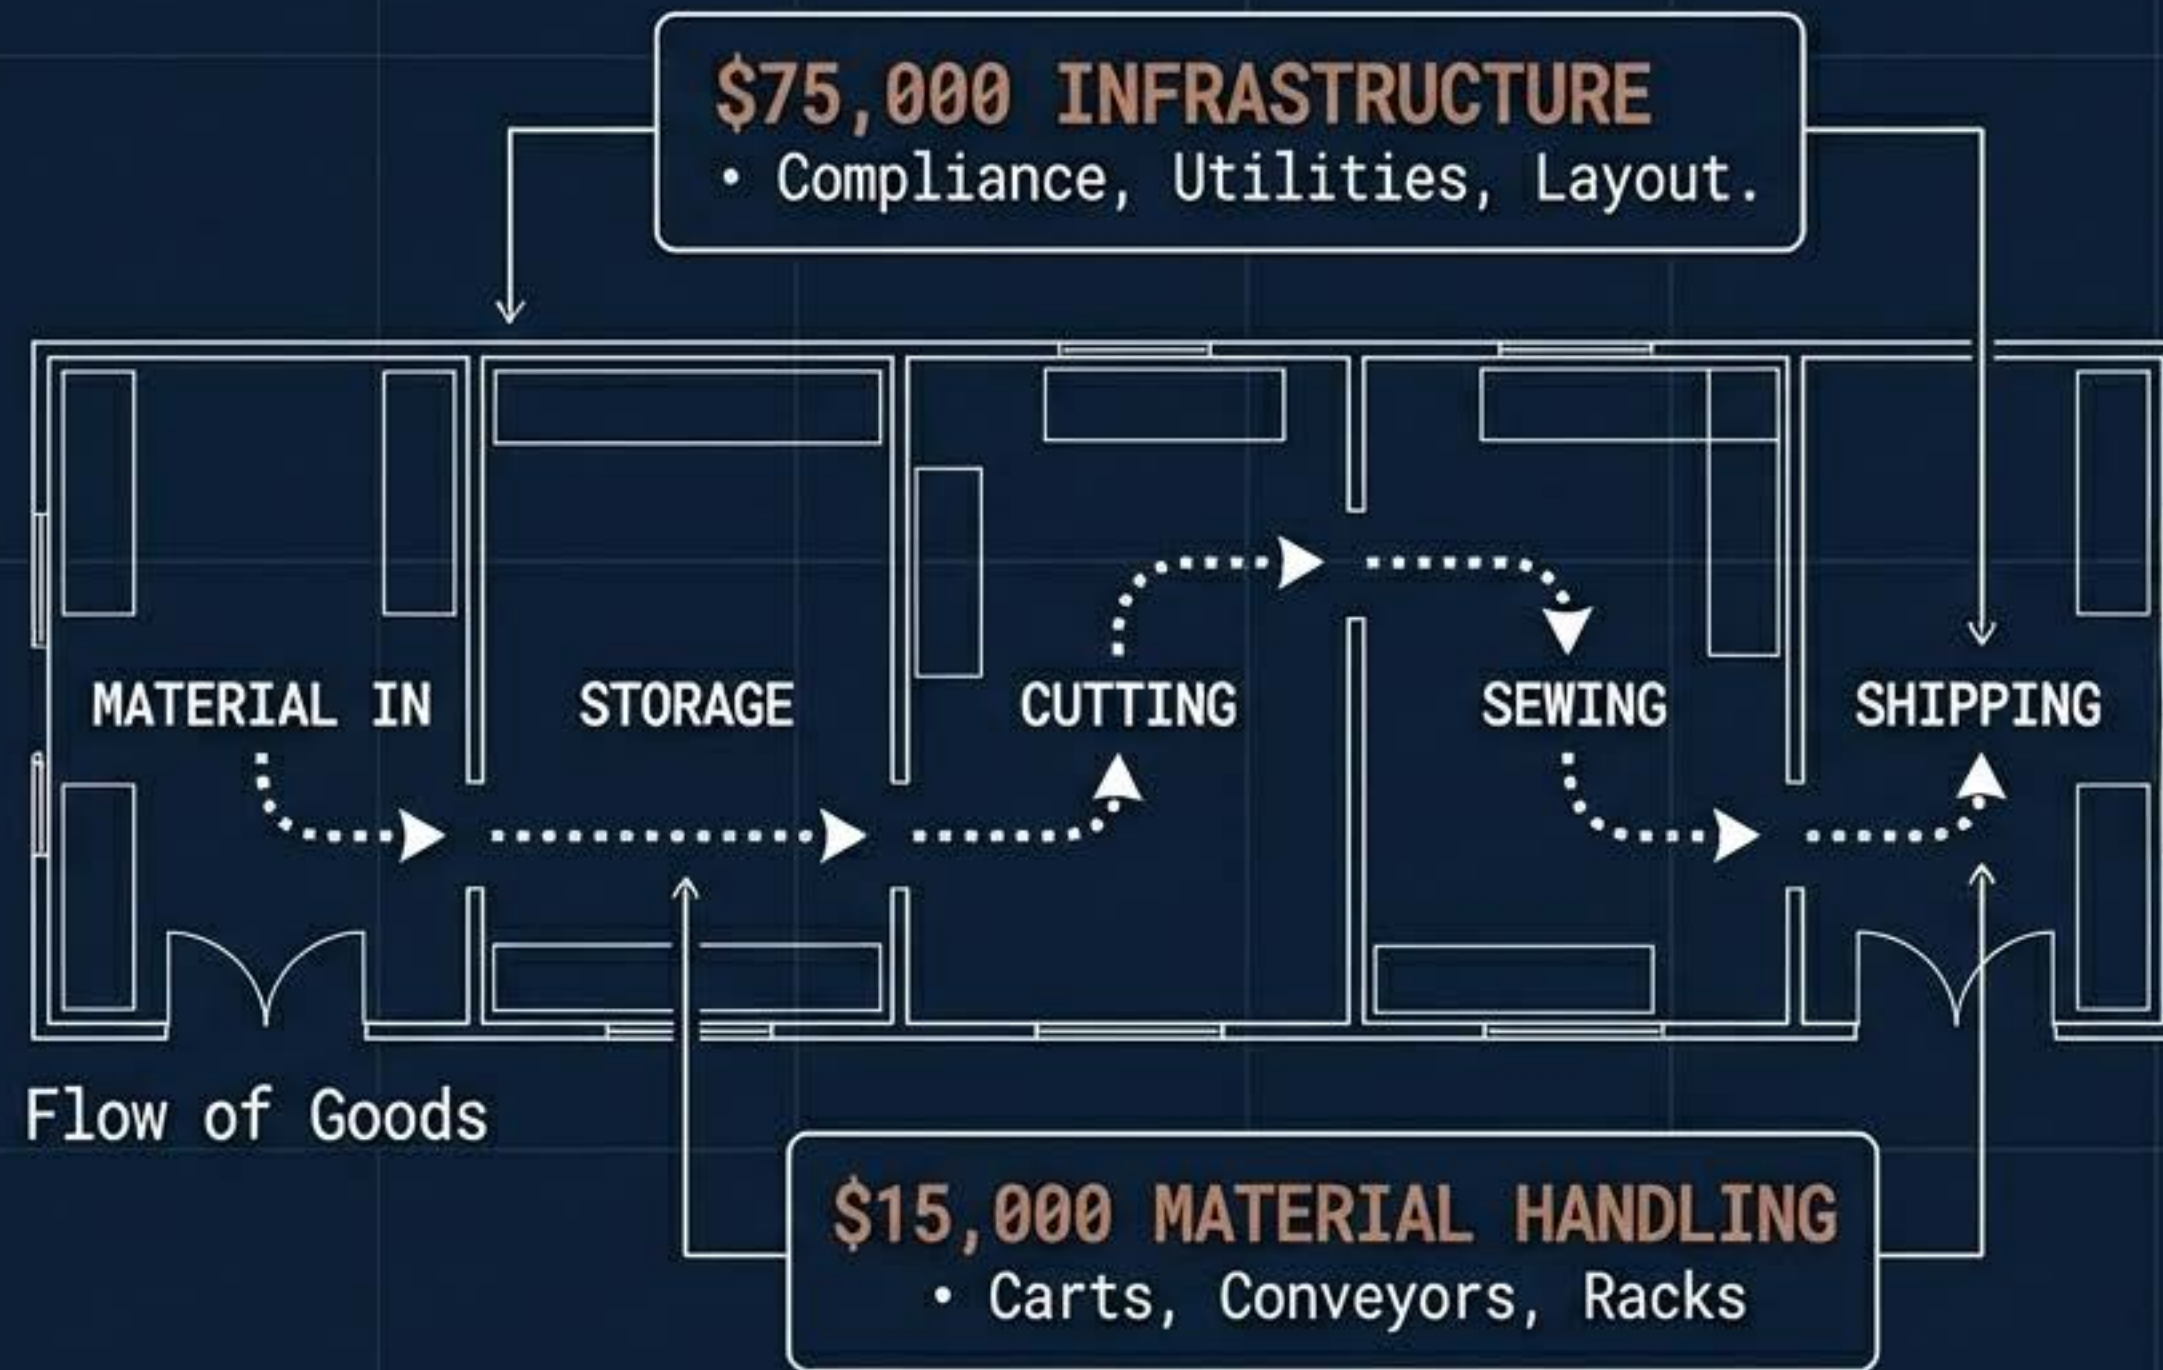 $75,000 INFRASTRUCTURE
• Compliance, Utilities, Layout.
MATERIAL IN
STORAGE
CUTTING
SEWING
SHIPPING
Flow of Goods
$15,000 MATERIAL HANDLING
• Carts, Conveyors, Racks